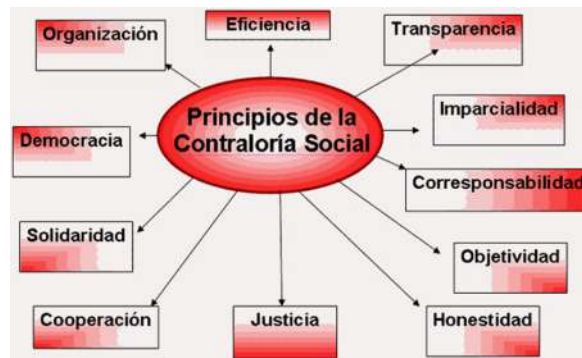 Organización
Eficiencia
Transparencia
Principios de la
Contraloría Social
Imparcialidad
Democracia
Corresponsabilidad
Solidaridad
Objetividad
Cooperación
Justicia
Honestidad